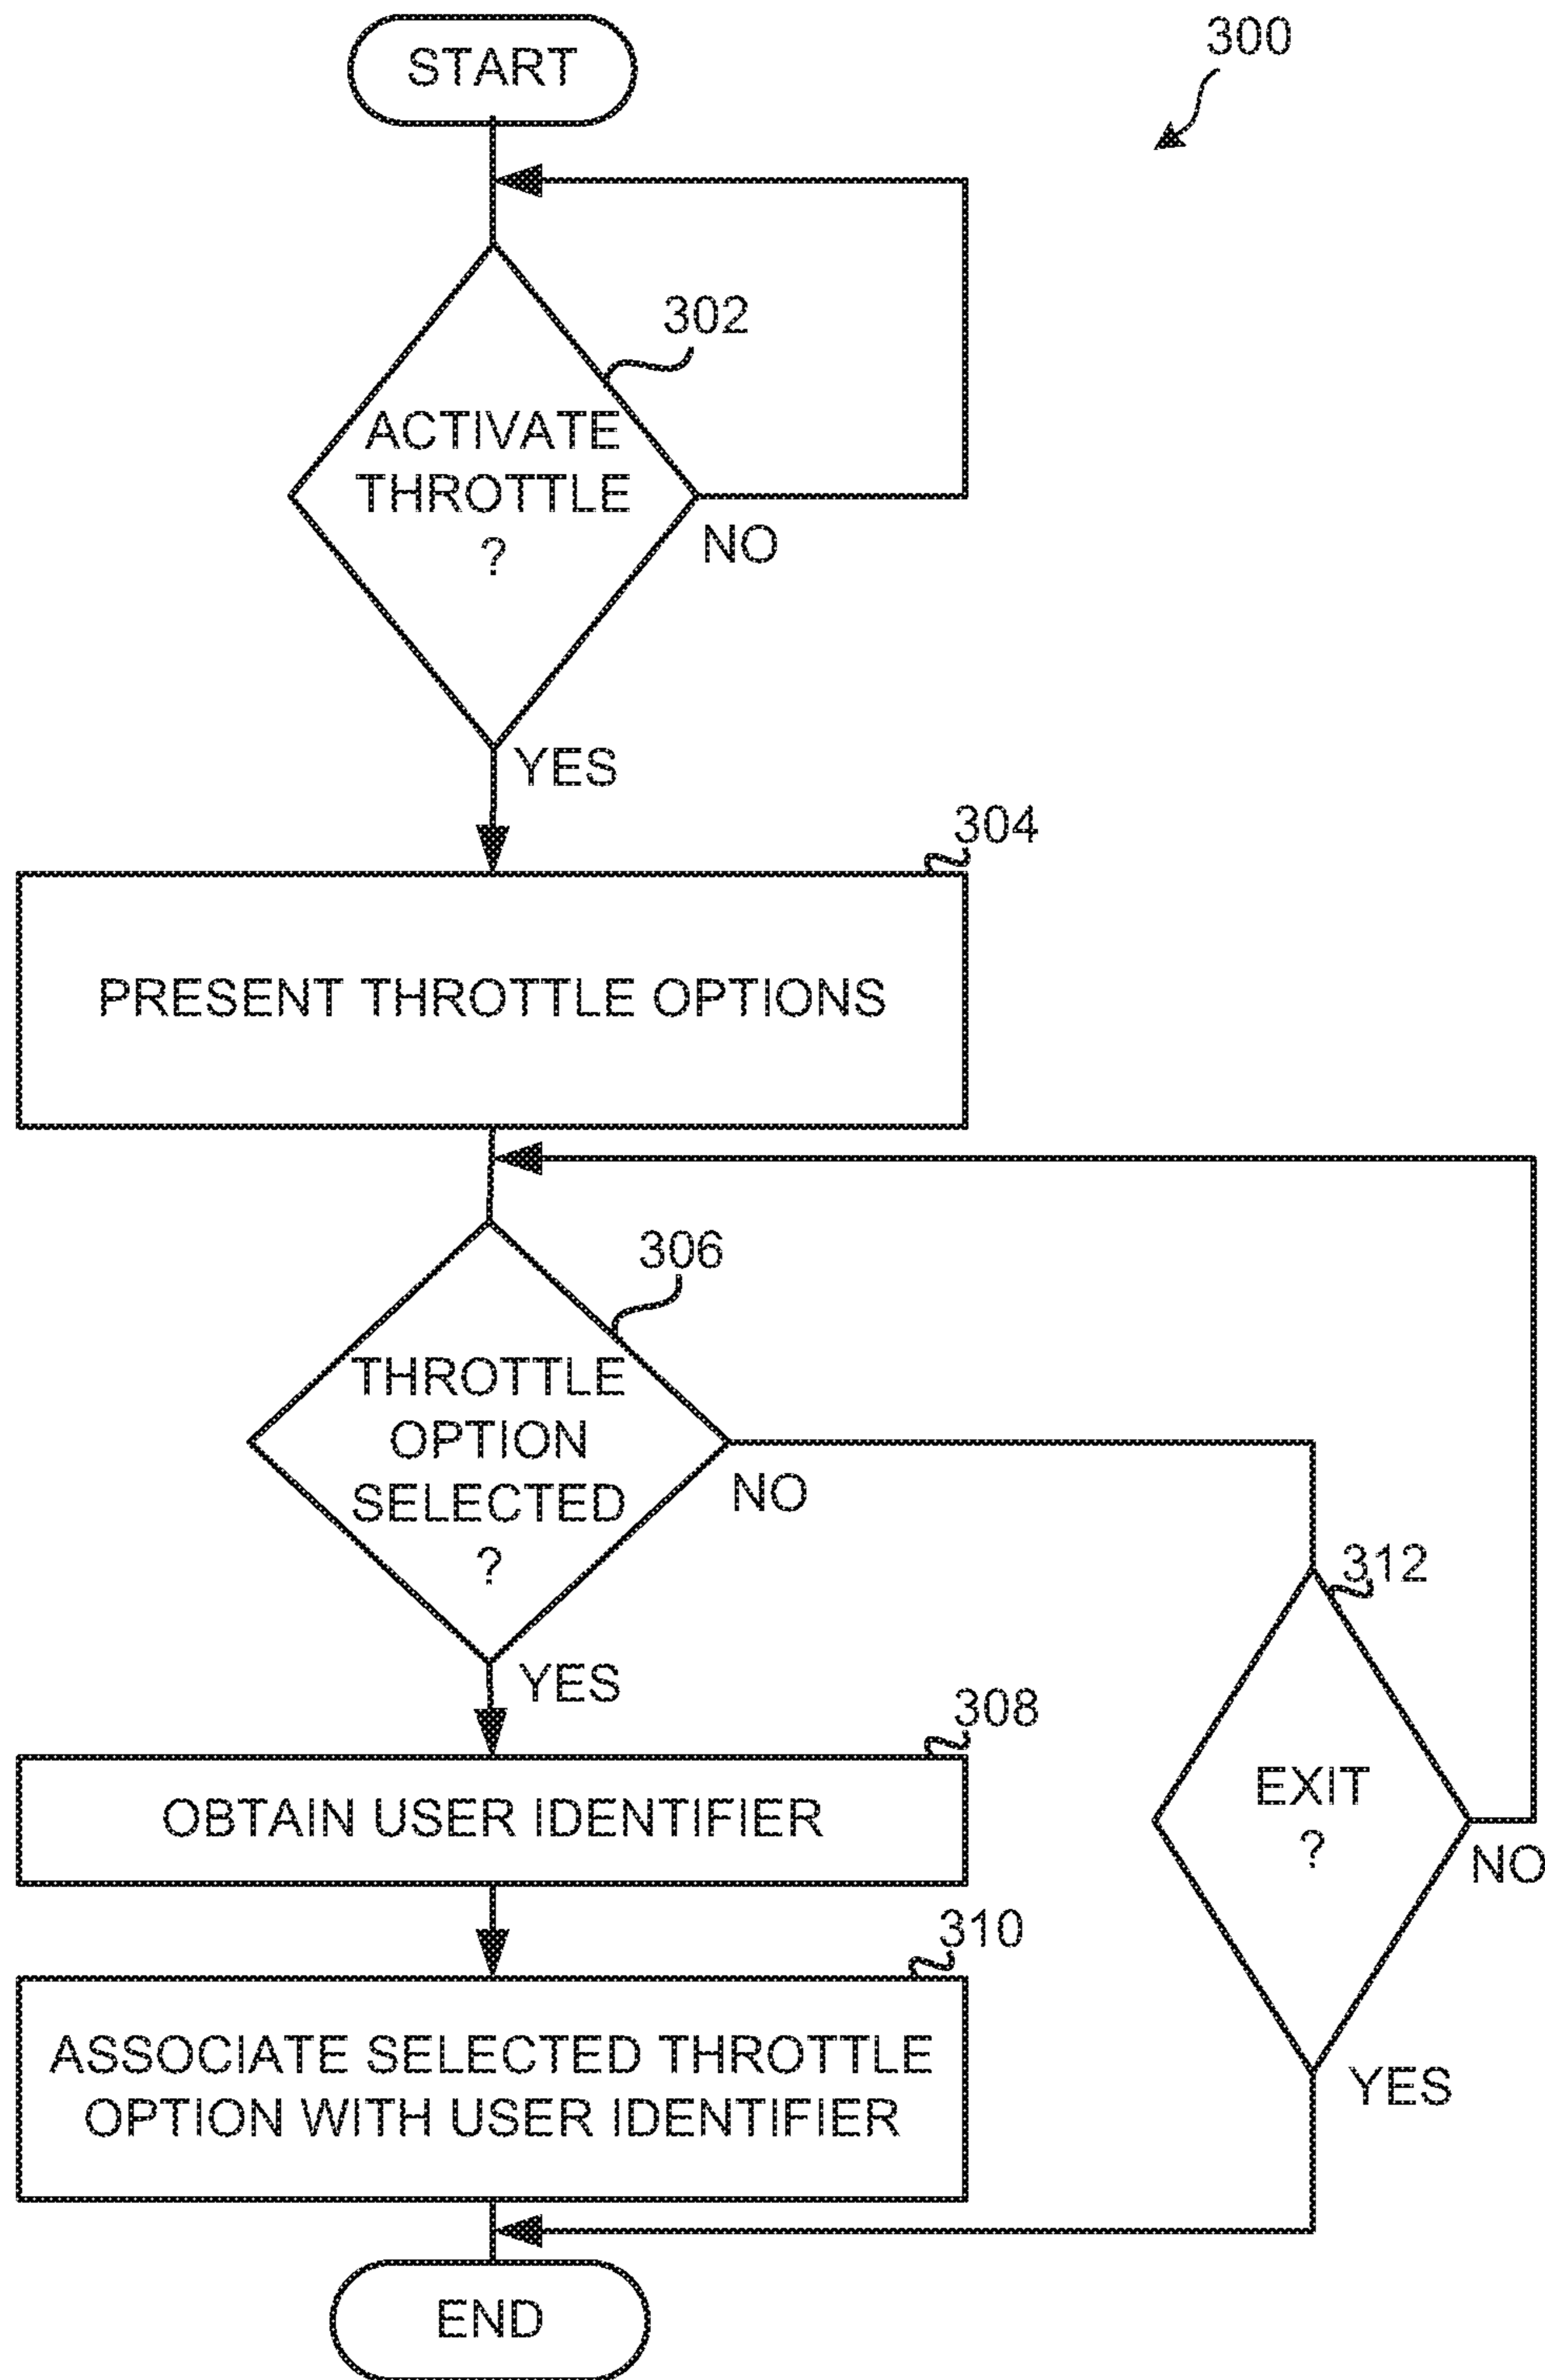 START
300
302
ACTIVATE
THROTTLE
?
NO
YES
304
PRESENT THROTTLE OPTIONS
306
THROTTLE
OPTION
SELECTED
?
NO
312
YES
308
EXIT
?
NO
OBTAIN USER IDENTIFIER
310
ASSOCIATE SELECTED THROTTLE
OPTION WITH USER IDENTIFIER
YES
END